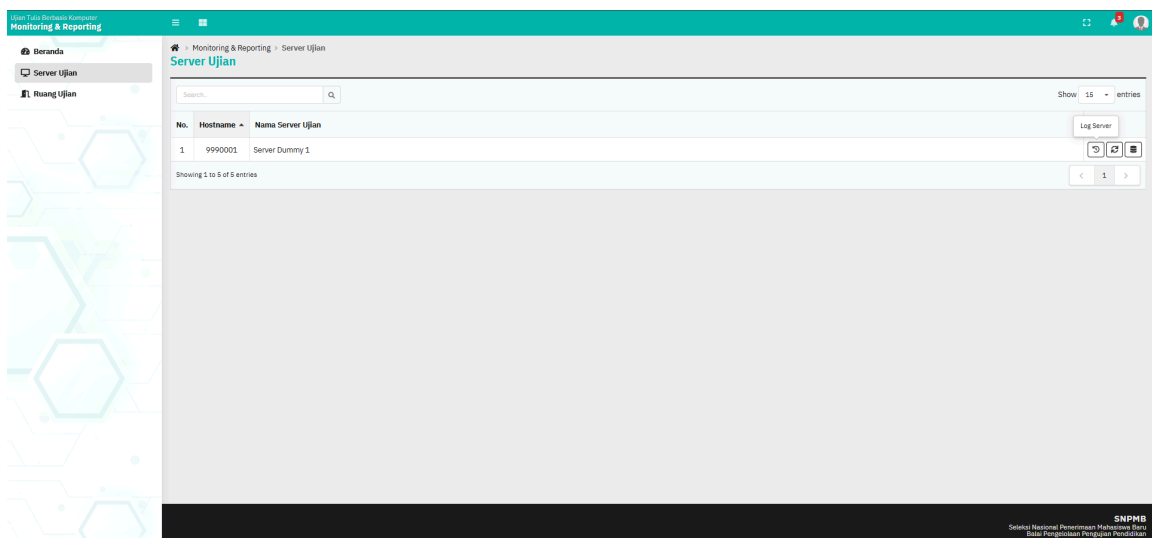 Ujian Tulis Berbasis Komputer
Monitoring & Reporting
3
Beranda
Server Ujian
Ruang Ujian
Monitoring & Reporting > Server Ujian
Server Ujian
Search...
Show 15 entries
No. Hostname Nama Server Ujian
Log Server
1 9990001 Server Dummy 1
Showing 1 to 5 of 5 entries
< 1 >
SNPMB
Seleksi Nasional Penerimaan Mahasiswa Baru
Balai Pengelolaan Pengujian Pendidikan